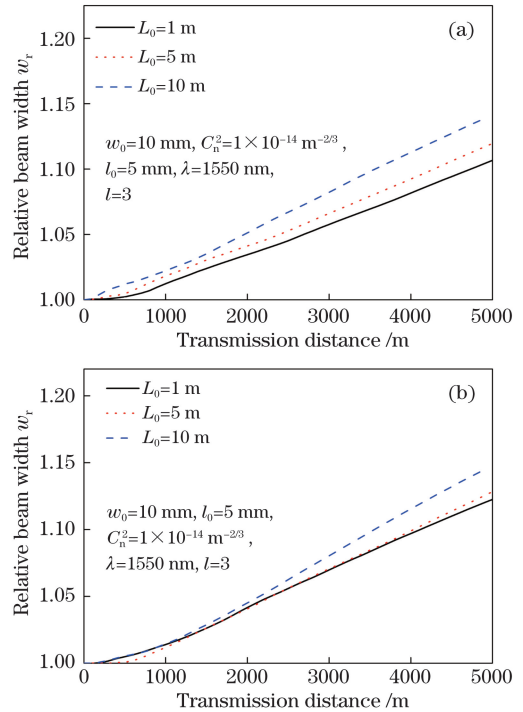 (a)
1.20
1.15
1.10
1.05
1.00
Relative beam width wᵣ
L₀=1 m
L₀=5 m
L₀=10 m
w₀=10 mm, Cₙ²=1×10⁻¹⁴ m⁻²/³,
l₀=5 mm, λ=1550 nm,
l=3
0 1000 2000 3000 4000 5000
Transmission distance /m
(b)
1.20
1.15
1.10
1.05
1.00
Relative beam width wᵣ
L₀=1 m
L₀=5 m
L₀=10 m
w₀=10 mm, l₀=5 mm,
Cₙ²=1×10⁻¹⁴ m⁻²/³,
λ=1550 nm, l=3
0 1000 2000 3000 4000 5000
Transmission distance /m